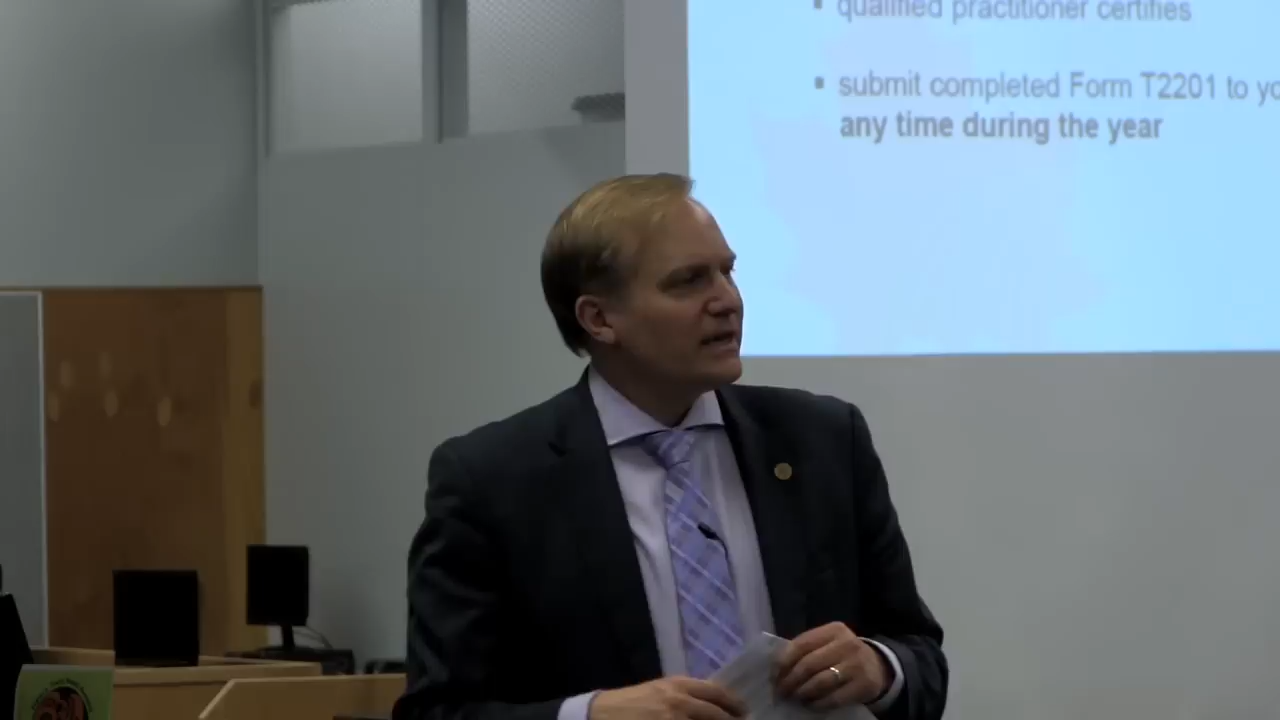 qualified practitioner certifies
submit completed Form T2201 to yo
any time during the year